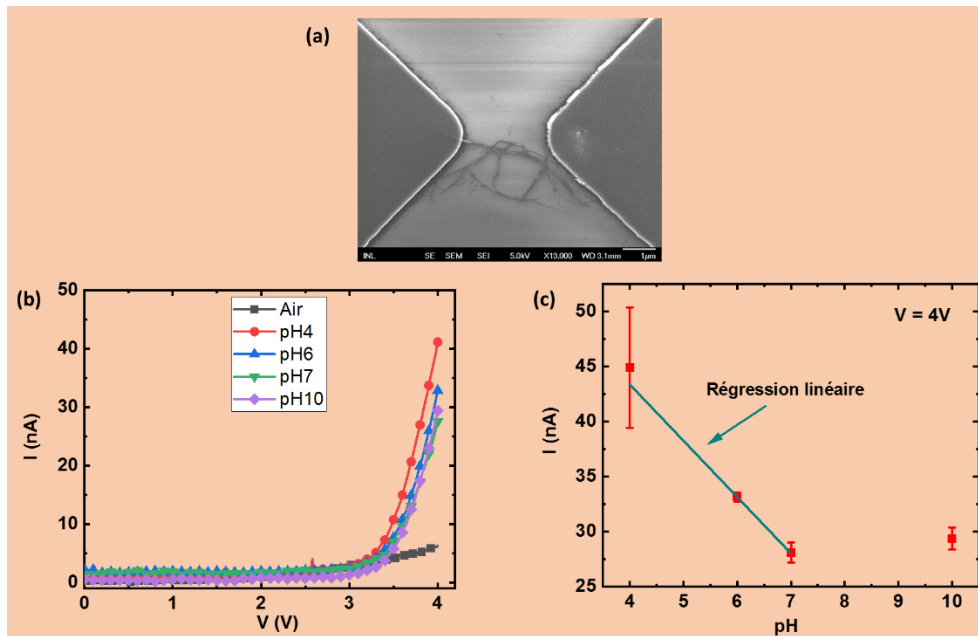 (a)
INL SE SEM SEI 5.0kV X13,000 WD 3.1mm 1μm
(b)
50
40
30
20
10
0
I (nA)
Air
pH4
pH6
pH7
pH10
0 1 2 3 4
V (V)
(c)
50
45
40
35
30
25
I (nA)
V = 4V
Régression linéaire
4 5 6 7 8 9 10
pH